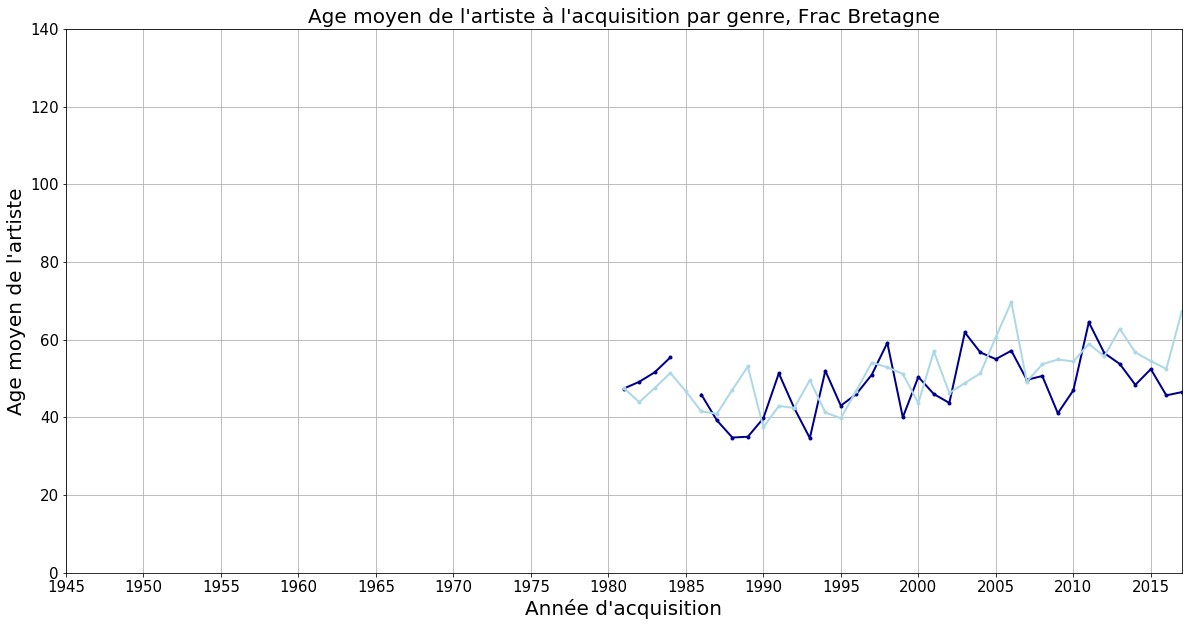 Age moyen de l'artiste à l'acquisition par genre, Frac Bretagne
140
120
100
80
60
40
20
0
Age moyen de l'artiste
1945 1950 1955 1960 1965 1970 1975 1980 1985 1990 1995 2000 2005 2010 2015
Année d'acquisition